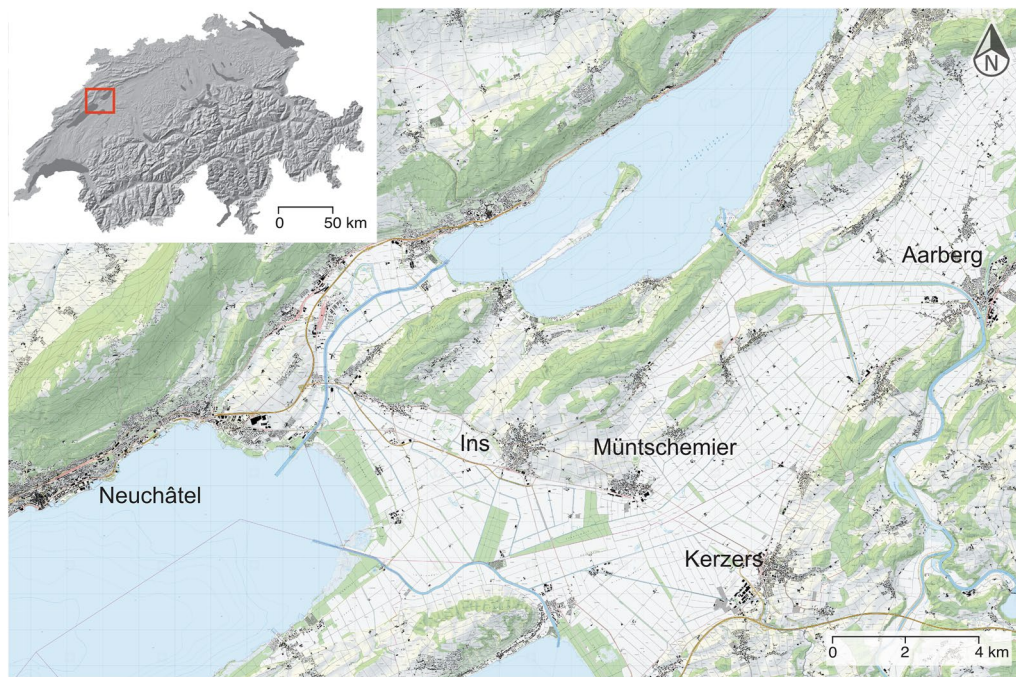 N
0 50 km
Aarberg
Ins
Müntschemier
Neuchâtel
Kerzers
0 2 4 km